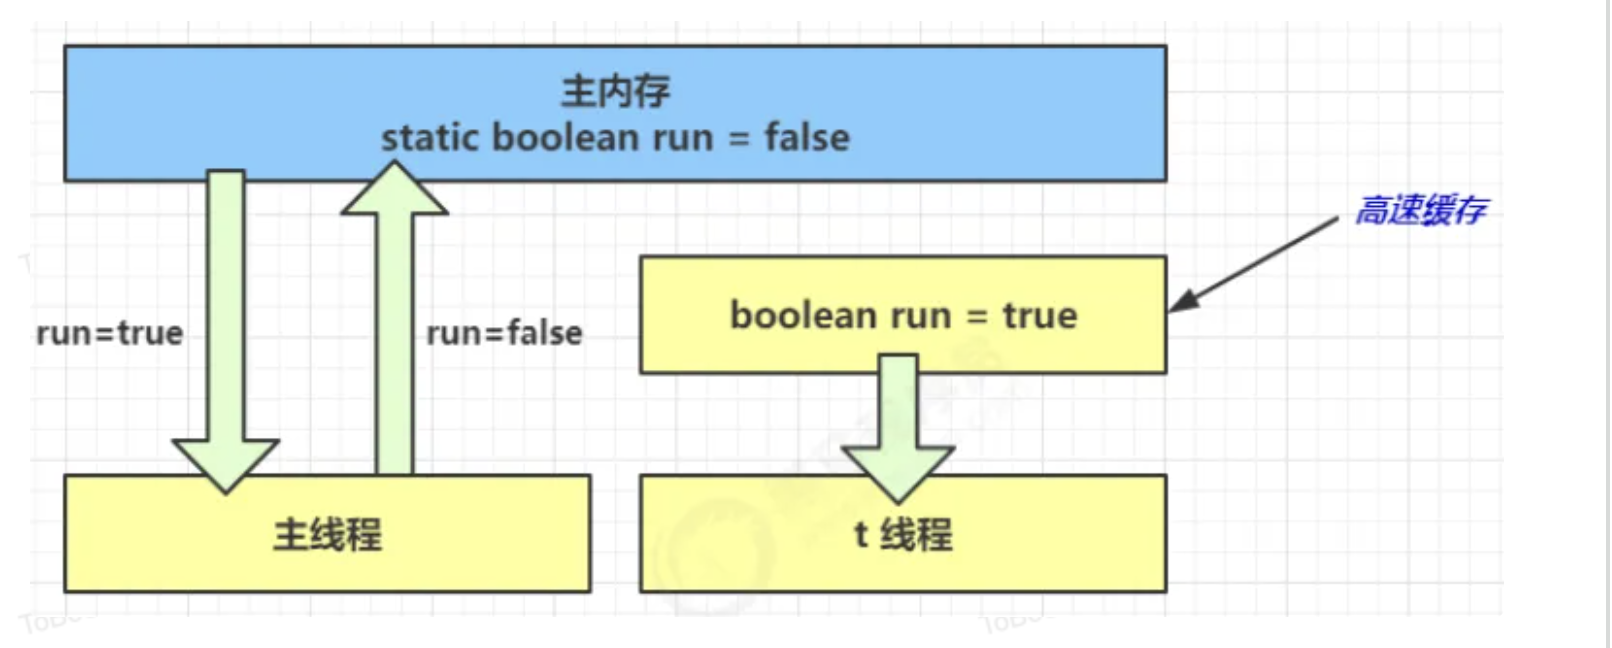 主内存
static boolean run = false
高速缓存
boolean run = true
run=true
run=false
主线程
t 线程